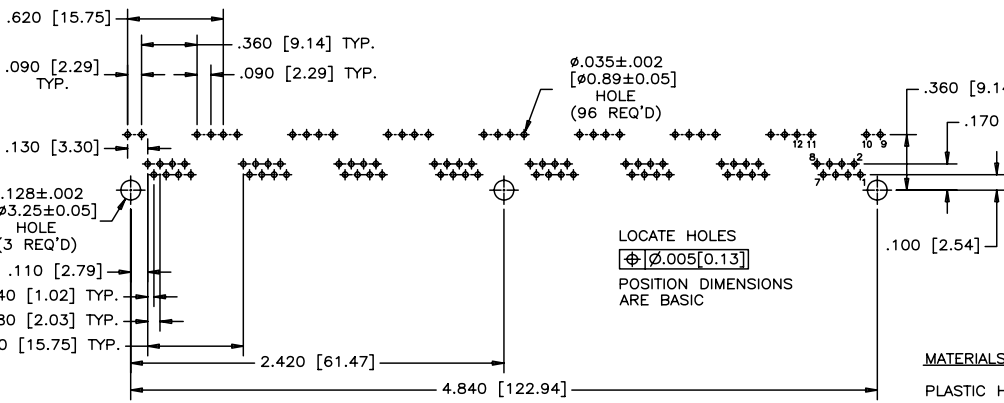 .620 [15.75]
.360 [9.14] TYP.
.090 [2.29]
TYP.
.090 [2.29] TYP.
ø.035±.002
[ø0.89±0.05]
HOLE
(96 REQ'D)
.360 [9.14
.170
.130 [3.30]
12 11
10 9
8 2
7 1
.128±.002
ø3.25±0.05]
HOLE
(3 REQ'D)
.100 [2.54]
LOCATE HOLES
⌖ Ø.005[0.13]
POSITION DIMENSIONS
ARE BASIC
.110 [2.79]
40 [1.02] TYP.
80 [2.03] TYP.
0 [15.75] TYP.
2.420 [61.47]
4.840 [122.94]
MATERIALS
PLASTIC H